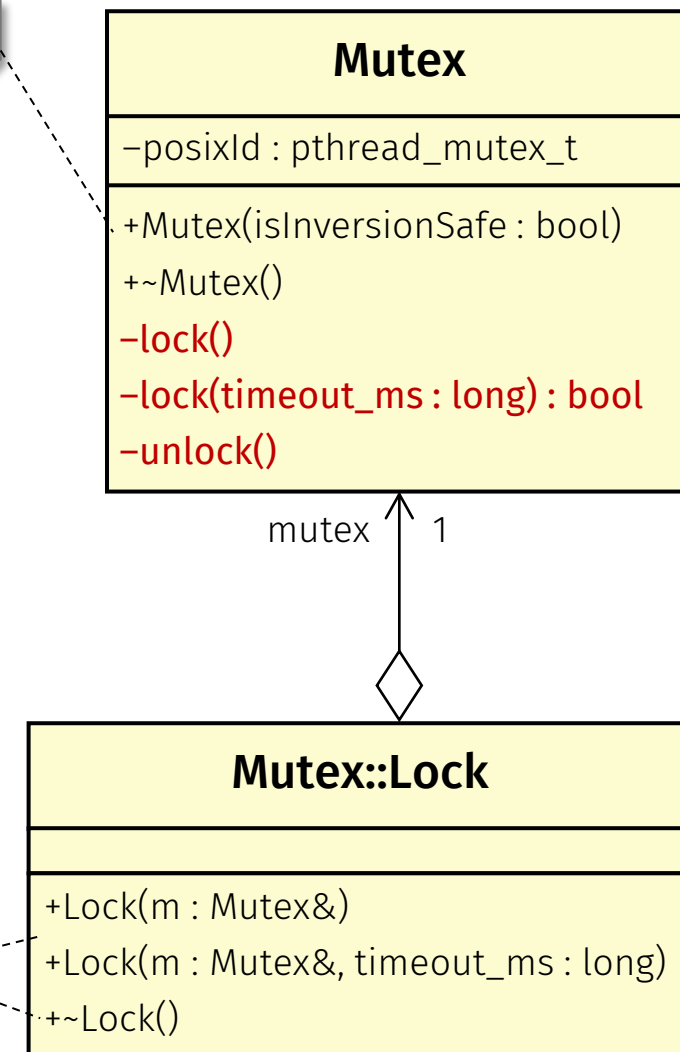 Mutex
–posixId : pthread_mutex_t
+Mutex(isInversionSafe : bool)
+~Mutex()
–lock()
–lock(timeout_ms : long) : bool
–unlock()
mutex 1
Mutex::Lock
+Lock(m : Mutex&)
+Lock(m : Mutex&, timeout_ms : long)
+~Lock()